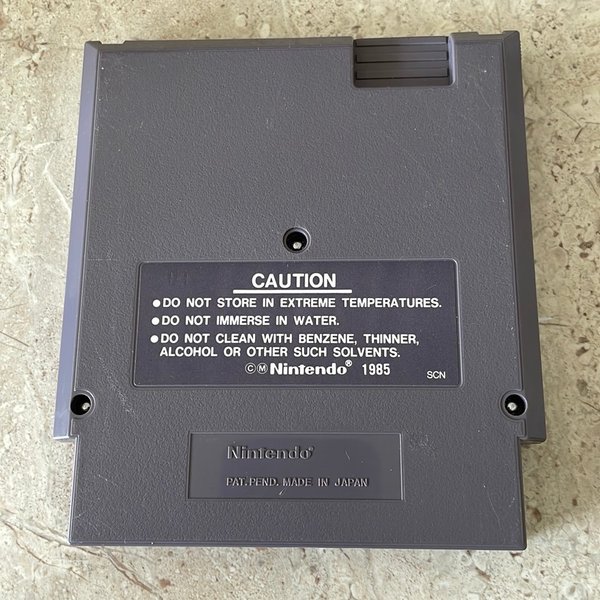 CAUTION
●DO NOT STORE IN EXTREME TEMPERATURES.
●DO NOT IMMERSE IN WATER.
●DO NOT CLEAN WITH BENZENE, THINNER,
ALCOHOL OR OTHER SUCH SOLVENTS.
©Ⓜ Nintendo® 1985
SCN
Nintendo®
PAT. PEND. MADE IN JAPAN